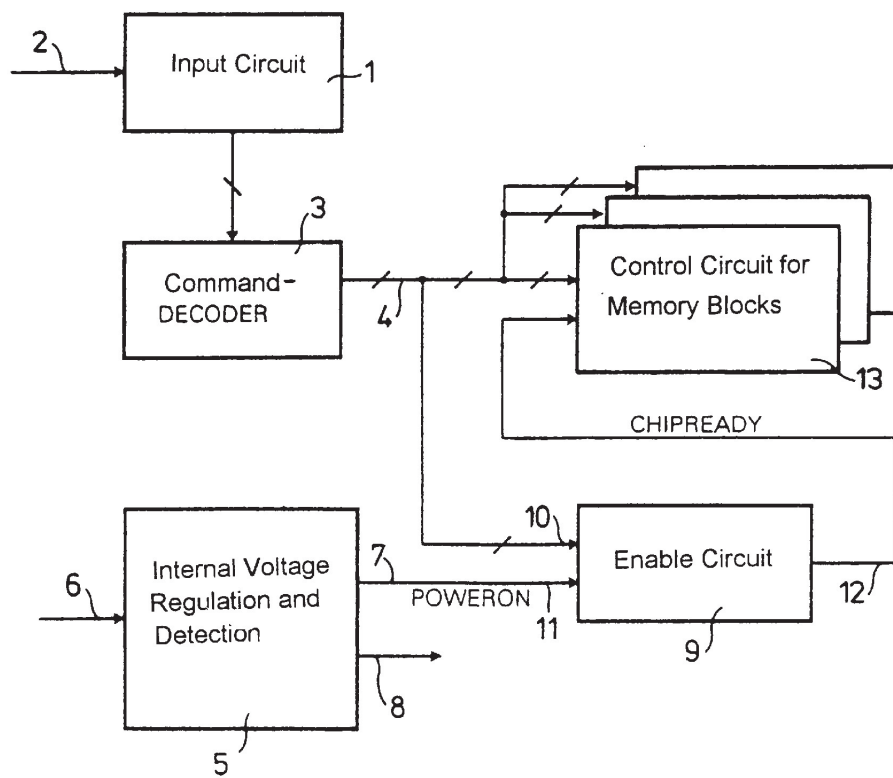 2
Input Circuit
1
3
Command-
DECODER
4
Control Circuit for
Memory Blocks
13
CHIPREADY
10
Internal Voltage
Regulation and
Detection
6
7
POWERON
11
Enable Circuit
12
9
8
5